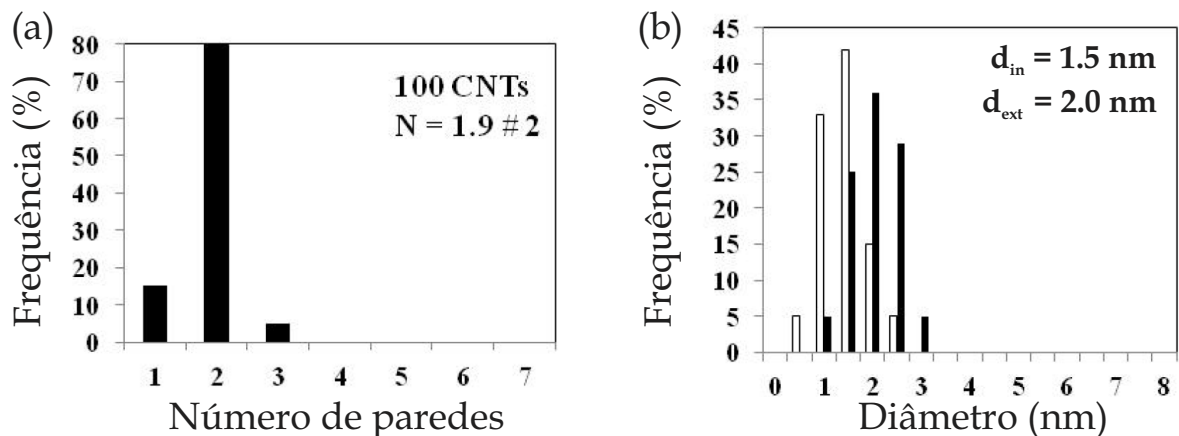 (a)
Frequência (%)
80
70
60
50
40
30
20
10
0
100 CNTs
N = 1.9 # 2
1 2 3 4 5 6 7
Número de paredes
(b)
Frequência (%)
45
40
35
30
25
20
15
10
5
0
d_in = 1.5 nm
d_ext = 2.0 nm
0 1 2 3 4 5 6 7 8
Diâmetro (nm)